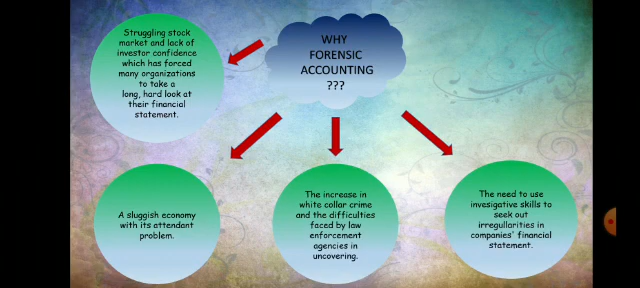 WHY
FORENSIC
ACCOUNTING
???
Struggling stock
market and lack of
investor confidence
which has forced
many organizations
to take a
long, hard look at
their financial
statement.
A sluggish economy
with its attendant
problem.
The increase in
white collar crime
and the difficulties
faced by law
enforcement
agencies in
uncovering.
The need to use
invesigative skills to
seek out
irregullarities in
companies' financial
statement.